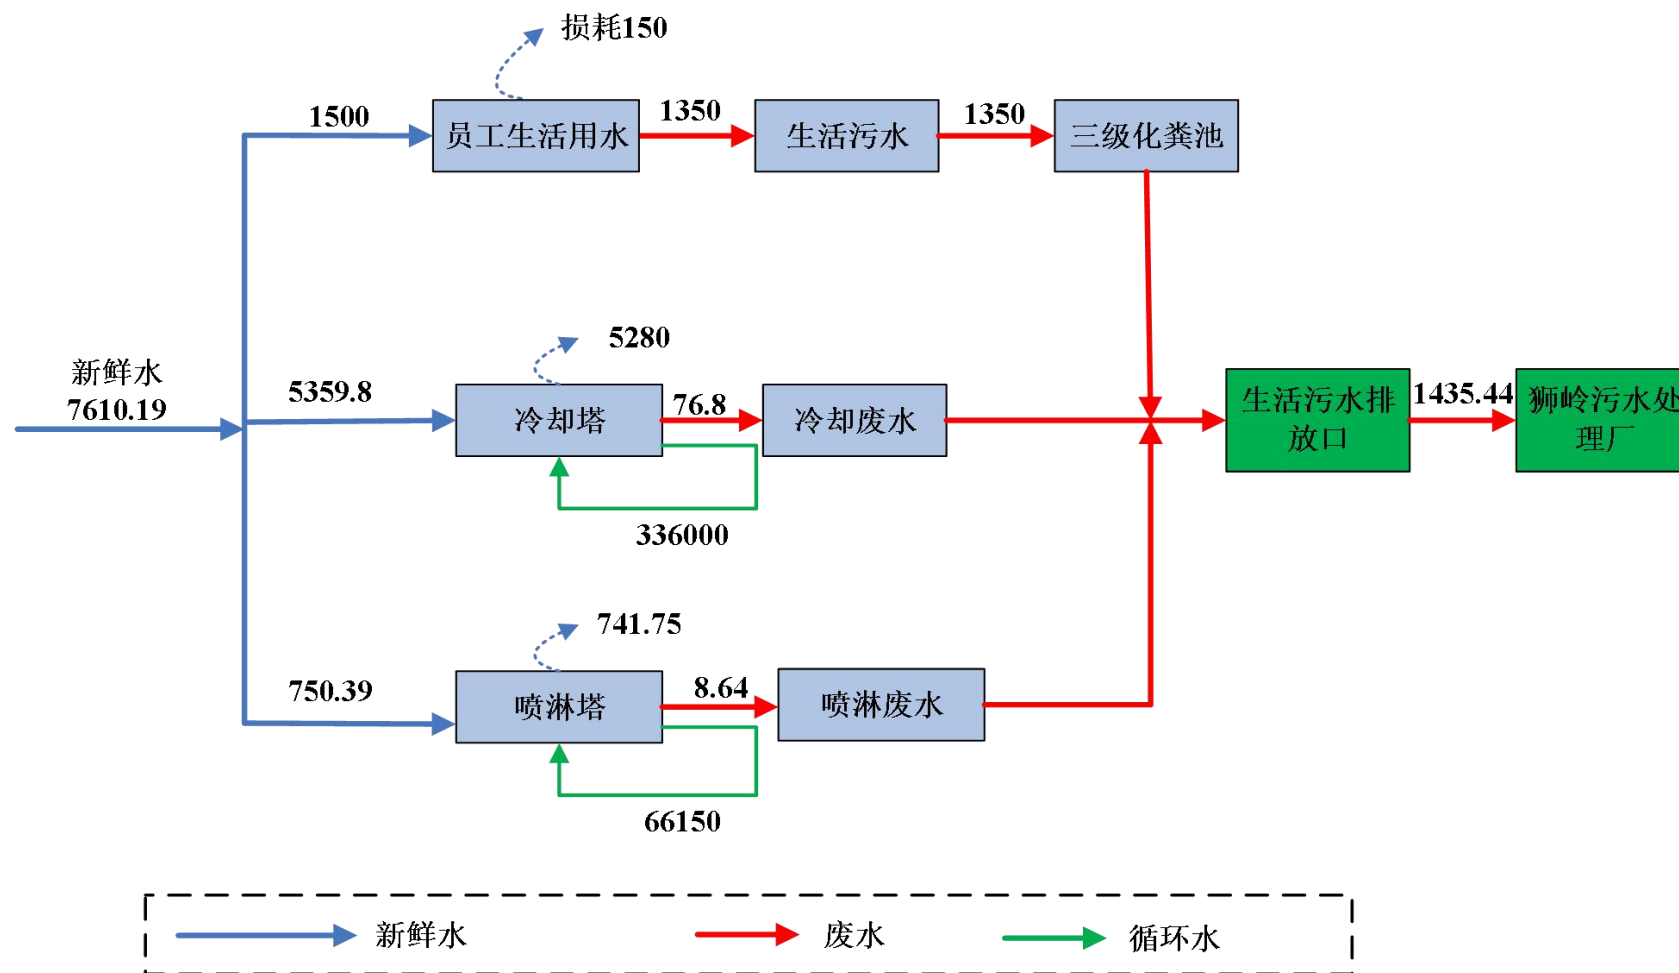 损耗150
1500
员工生活用水
1350
生活污水
1350
三级化粪池
新鲜水
7610.19
5359.8
5280
冷却塔
76.8
冷却废水
336000
生活污水排
放口
1435.44
狮岭污水处
理厂
750.39
741.75
喷淋塔
8.64
喷淋废水
66150
新鲜水
废水
循环水